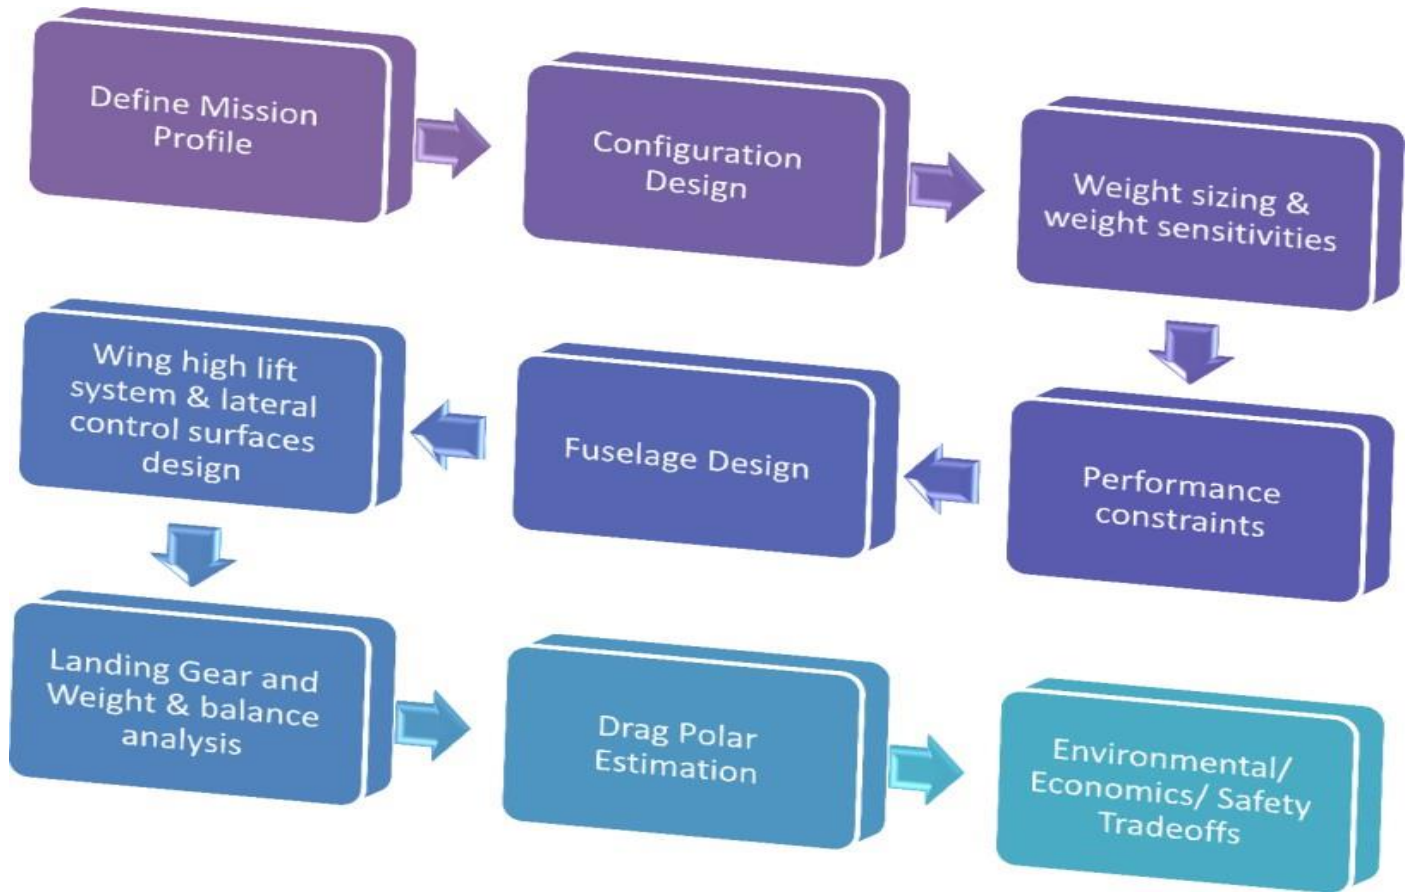 Define Mission
Profile
Configuration
Design
Weight sizing &
weight sensitivities
Performance
constraints
Fuselage Design
Wing high lift
system & lateral
control surfaces
design
Landing Gear and
Weight & balance
analysis
Drag Polar
Estimation
Environmental/
Economics/ Safety
Tradeoffs